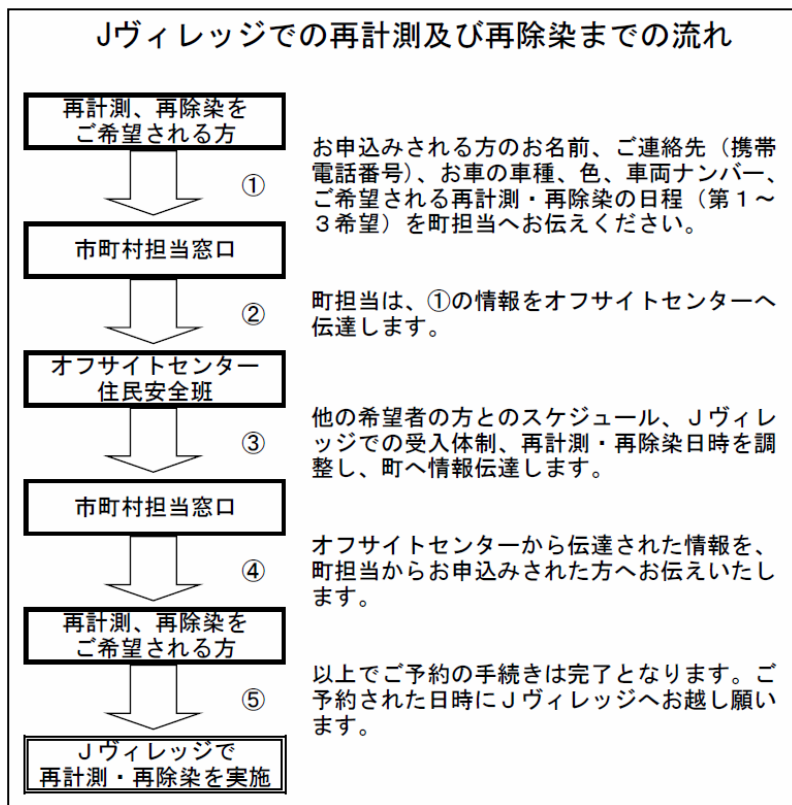 Jヴィレッジでの再計測及び再除染までの流れ
再計測、再除染を
ご希望される方
①
お申込みされる方のお名前、ご連絡先（携帯
電話番号）、お車の車種、色、車両ナンバー、
ご希望される再計測・再除染の日程（第１～
３希望）を町担当へお伝えください。
市町村担当窓口
②
町担当は、①の情報をオフサイトセンターへ
伝達します。
オフサイトセンター
住民安全班
③
他の希望者の方とのスケジュール、Ｊヴィレ
ッジでの受入体制、再計測・再除染日時を調
整し、町へ情報伝達します。
市町村担当窓口
④
オフサイトセンターから伝達された情報を、
町担当からお申込みされた方へお伝えいたし
ます。
再計測、再除染を
ご希望される方
⑤
以上でご予約の手続きは完了となります。ご
予約された日時にＪヴィレッジへお越し願い
ます。
Ｊヴィレッジで
再計測・再除染を実施